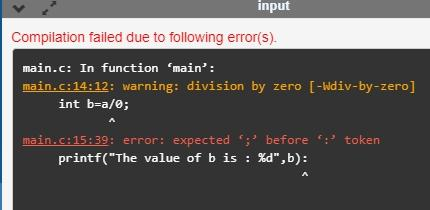 input
Compilation failed due to following error(s).
main.c: In function ‘main’:
main.c:14:12: warning: division by zero [-Wdiv-by-zero]
int b=a/0;
^
main.c:15:39: error: expected ‘;’ before ‘:’ token
printf("The value of b is : %d",b):
^